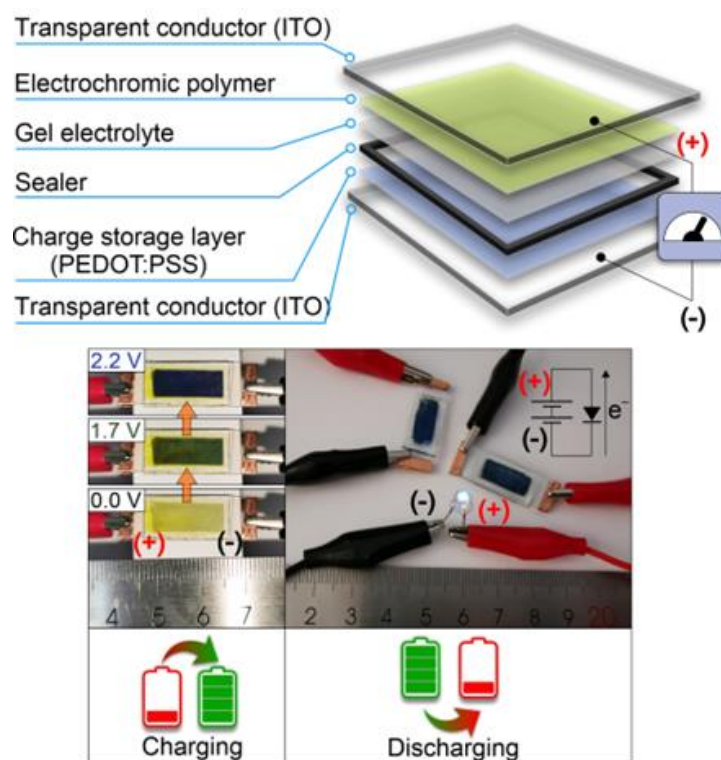 Transparent conductor (ITO)
Electrochromic polymer
Gel electrolyte
Sealer
Charge storage layer
(PEDOT:PSS)
Transparent conductor (ITO)
(+)
(-)
2.2 V
1.7 V
0.0 V
(+) (-)
4 5 6 7
(+)
(-)
e⁻
(-) (+)
2 3 4 5 6 7 8 9 20
Charging
Discharging